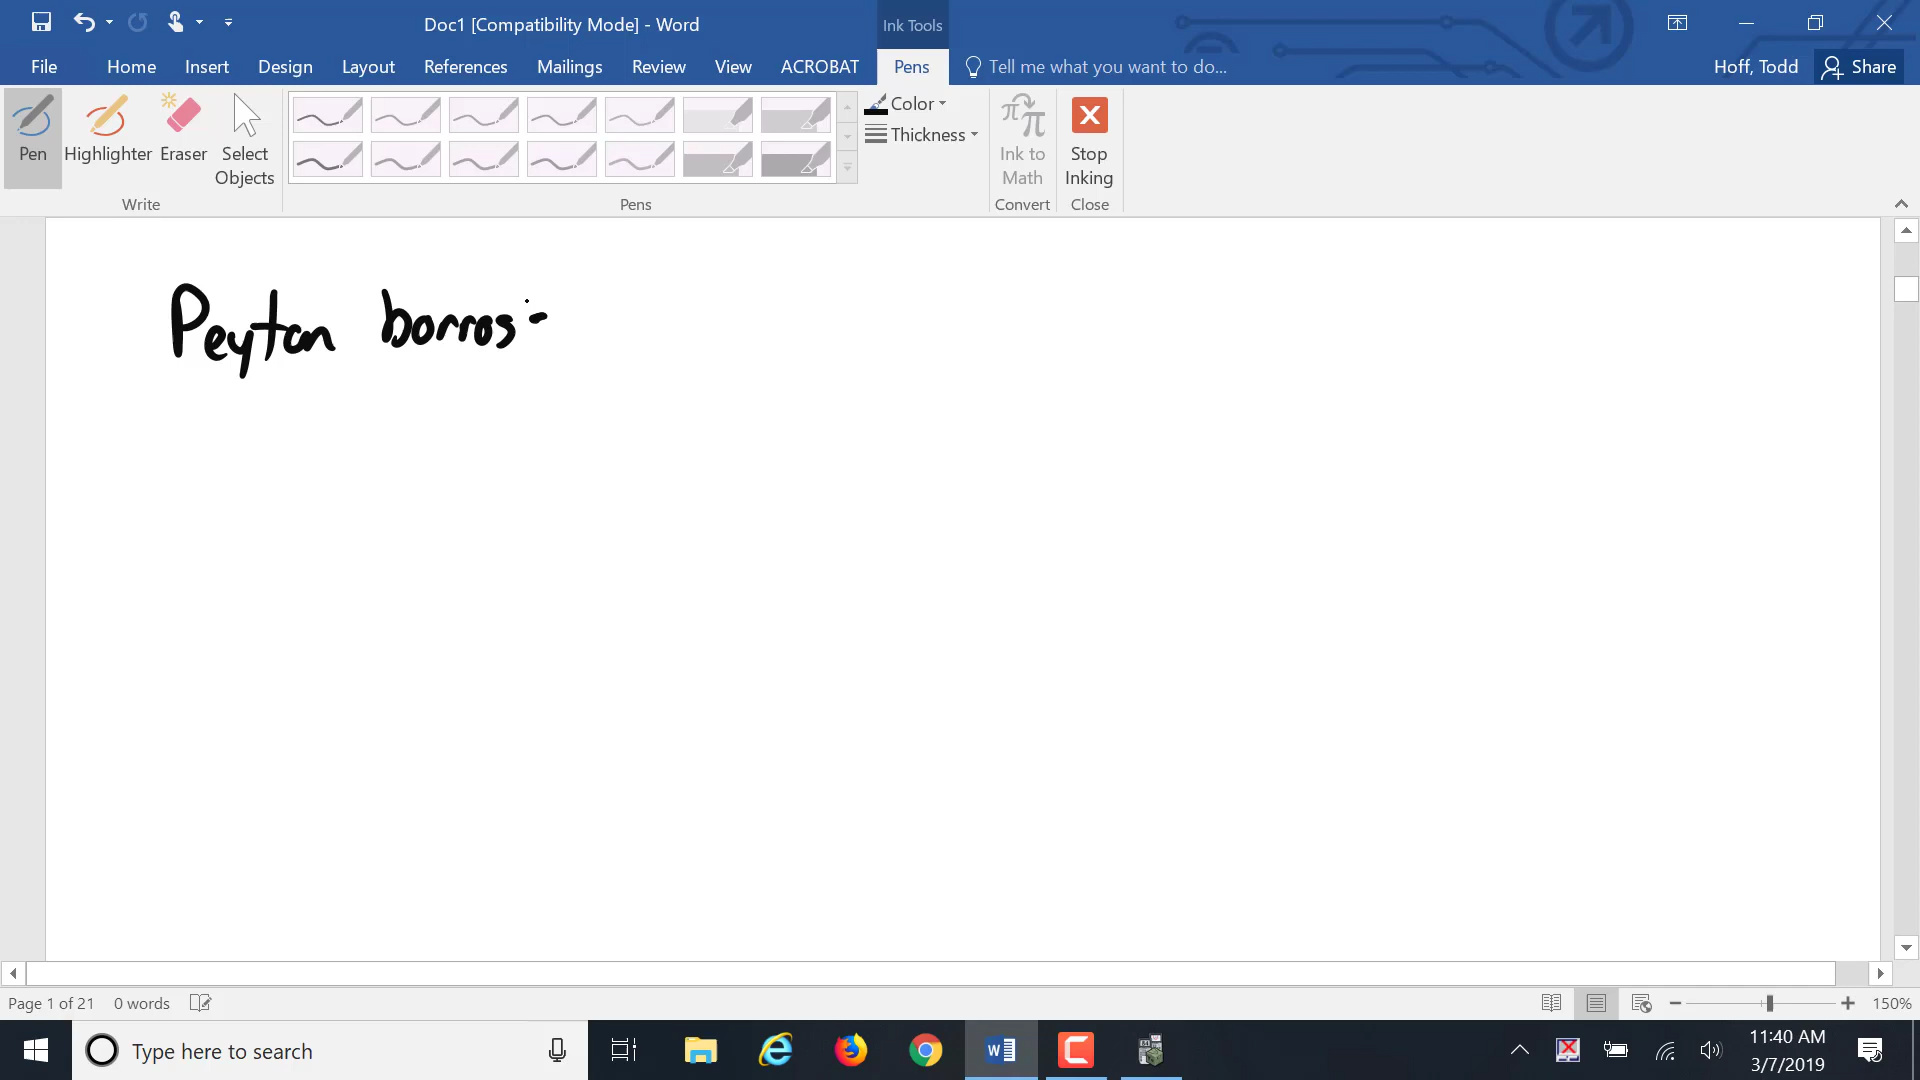 Doc1 [Compatibility Mode] - Word
Ink Tools
File Home Insert Design Layout References Mailings Review View ACROBAT Pens Tell me what you want to do... Hoff, Todd Share
Pen Highlighter Eraser Select Objects
Color
Thickness
Ink to Math
Stop Inking
Write Pens Convert Close
Peyton borros -
Page 1 of 21 0 words 150%
Type here to search
11:40 AM
3/7/2019